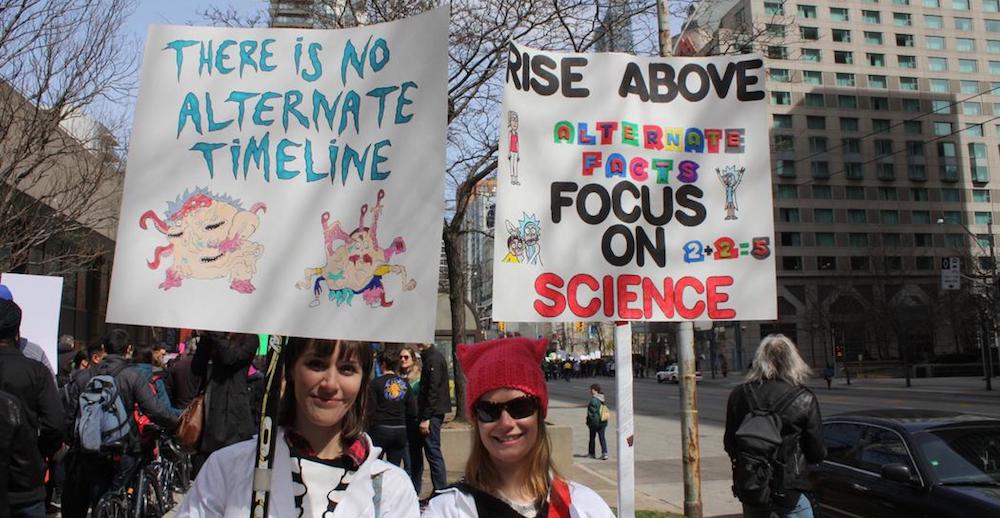 THERE IS NO
ALTERNATE
TIMELINE
RISE ABOVE
ALTERNATE
FACTS
FOCUS
ON 2+2=5
SCIENCE